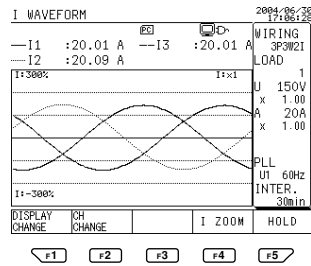 I WAVEFORM
2004/06/30
17:06:28
PC
I1 :20.01 A I3 :20.01 A
I2 :20.09 A
I:300% I:x1
I:-300%
WIRING
3P3W2I
LOAD
1
U 150V
x 1.00
A 20A
x 1.00
PLL
U1 60Hz
INTER.
30min
DISPLAY CHANGE
CH CHANGE
I ZOOM
HOLD
F1 F2 F3 F4 F5